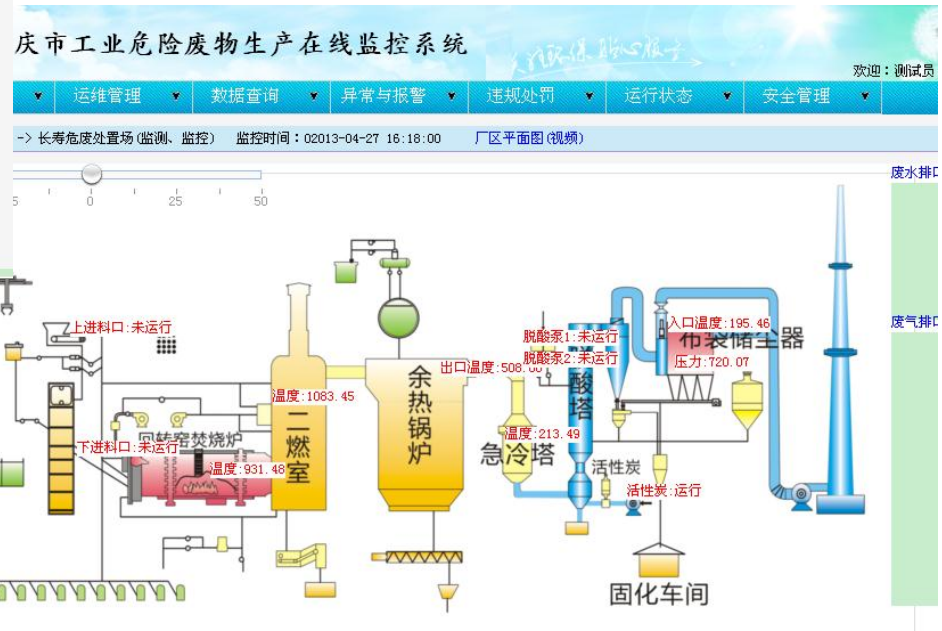 庆市工业危险废物生产在线监控系统
欢迎：测试员
运维管理 数据查询 异常与报警 违规处罚 运行状态 安全管理
-> 长寿危废处置场(监测、监控) 监控时间：02013-04-27 16:18:00 厂区平面图(视频)
废水排口
5 0 25 50
上进料口:未运行
脱酸泵1:未运行
入口温度:195.46
废气排口
布袋储尘器
脱酸泵2:未运行
压力:720.07
出口温度:508.00
余热锅炉
酸塔
温度:1083.45
二燃室
回转窑焚烧炉
下进料口:未运行
温度:213.49
急冷塔
温度:931.48
活性炭
活性炭:运行
固化车间